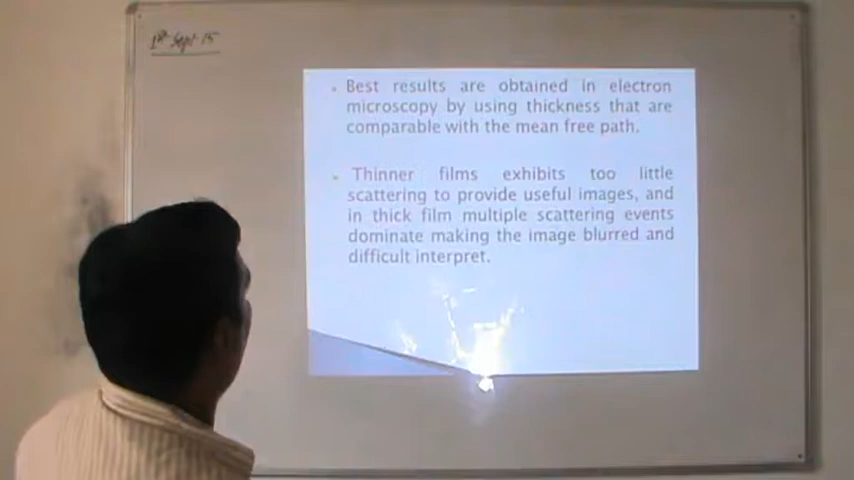 1st Sept 15
Best results are obtained in electron
microscopy by using thickness that are
comparable with the mean free path.
Thinner films exhibits too little
scattering to provide useful images, and
in thick film multiple scattering events
dominate making the image blurred and
difficult interpret.